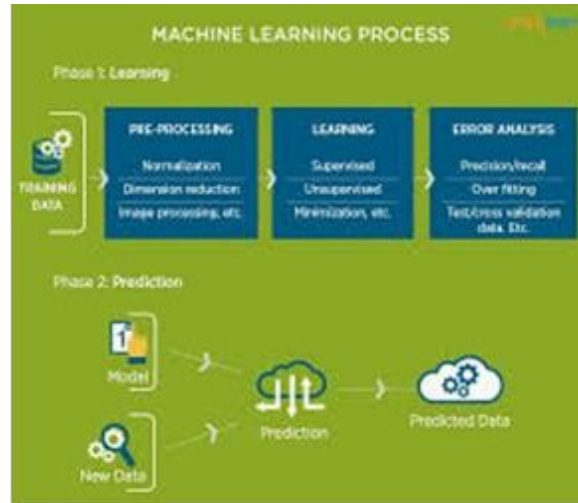 MACHINE LEARNING PROCESS
Phase 1: Learning
TRAINING
DATA
PRE-PROCESSING
Normalization
Dimension reduction
Image processing, etc.
LEARNING
Supervised
Unsupervised
Minimization, etc.
ERROR ANALYSIS
Precision/recall
Over fitting
Test/cross validation
data. Etc.
Phase 2: Prediction
1
Model
New Data
Prediction
Predicted Data